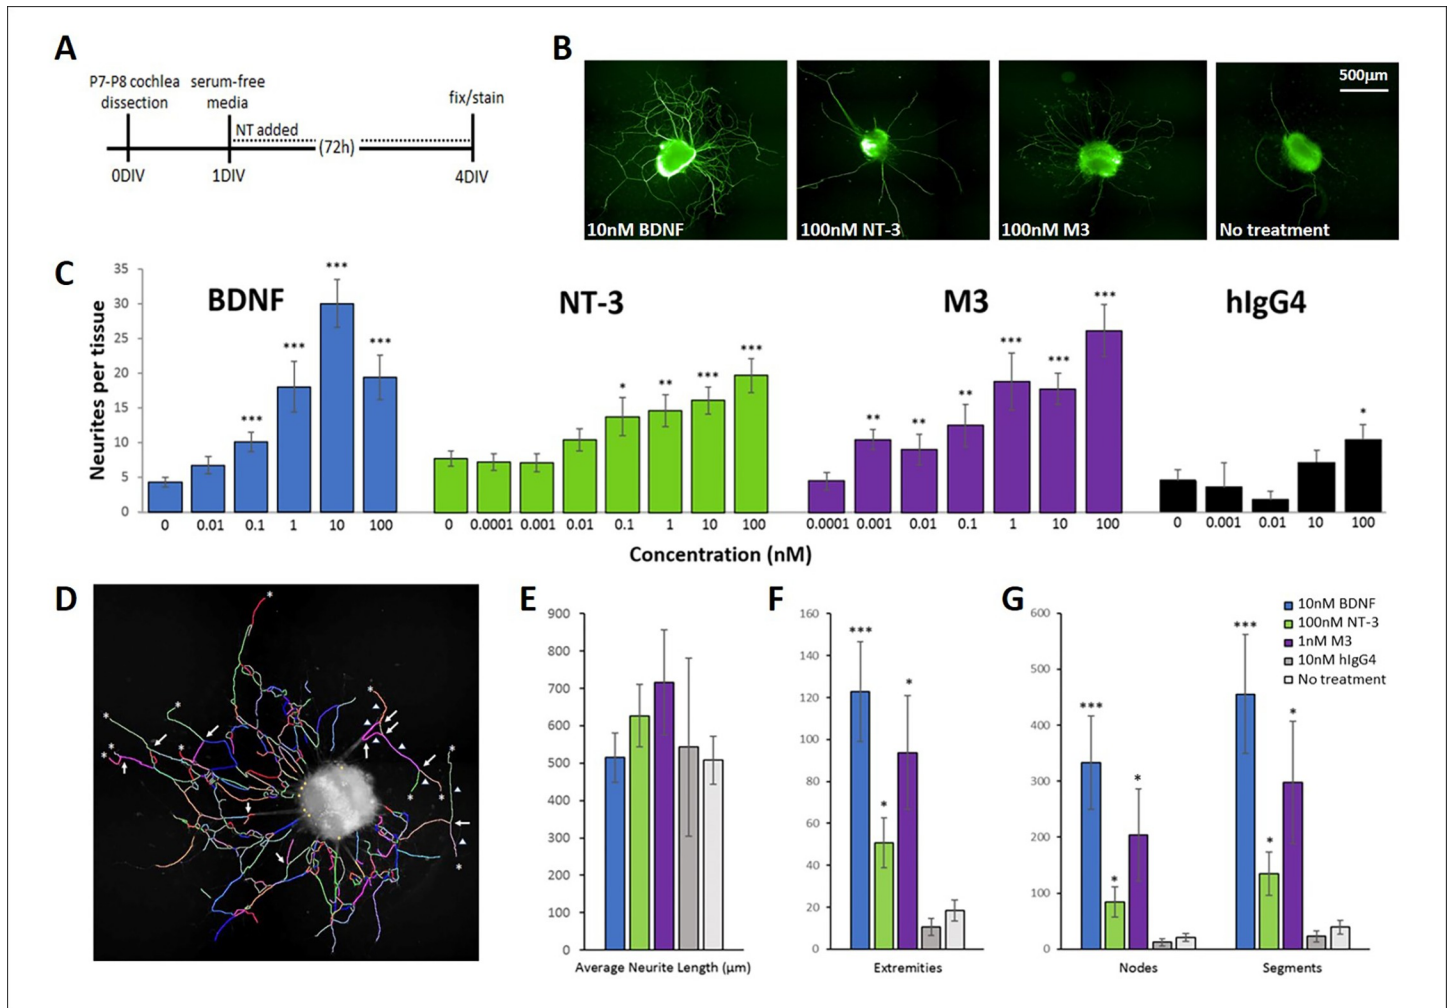 A
P7-P8 cochlea
dissection
serum-free
media
NT added
(72h)
fix/stain
0DIV
1DIV
4DIV
B
500µm
10nM BDNF
100nM NT-3
100nM M3
No treatment
C
Neurites per tissue
35
30
25
20
15
10
5
0
BDNF
***
***
***
***
0 0.01 0.1 1 10 100
NT-3
* ** *** ***
0 0.0001 0.001 0.01 0.1 1 10 100
M3
** ** ** *** *** ***
0.0001 0.001 0.01 0.1 1 10 100
hIgG4
*
0 0.001 0.01 10 100
Concentration (nM)
D
E
900
800
700
600
500
400
300
200
100
0
Average Neurite Length (µm)
F
160
140
120
100
80
60
40
20
0
*** * *
Extremities
G
600
500
400
300
200
100
0
*** * *
*** * *
Nodes
Segments
10nM BDNF
100nM NT-3
1nM M3
10nM hIgG4
No treatment